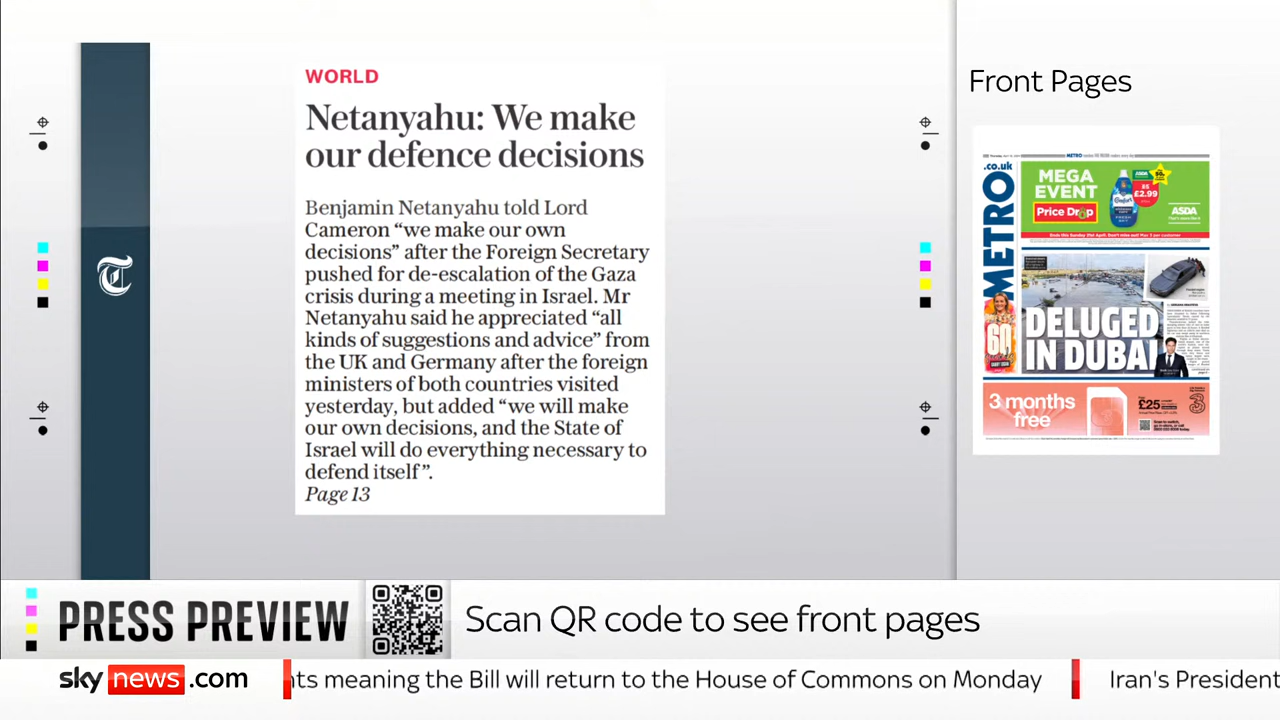 WORLD
Netanyahu: We make
our defence decisions
Benjamin Netanyahu told Lord
Cameron “we make our own
decisions” after the Foreign Secretary
pushed for de-escalation of the Gaza
crisis during a meeting in Israel. Mr
Netanyahu said he appreciated “all
kinds of suggestions and advice” from
the UK and Germany after the foreign
ministers of both countries visited
yesterday, but added “we will make
our own decisions, and the State of
Israel will do everything necessary to
defend itself”.
Page 13
T
Front Pages
METRO
.co.uk
MEGA
EVENT
Price Drop
£2.99
ASDA
DELUGED
IN DUBAI
60
3 months
free
£25
3
PRESS PREVIEW
Scan QR code to see front pages
sky news .com
nts meaning the Bill will return to the House of Commons on Monday
Iran's President